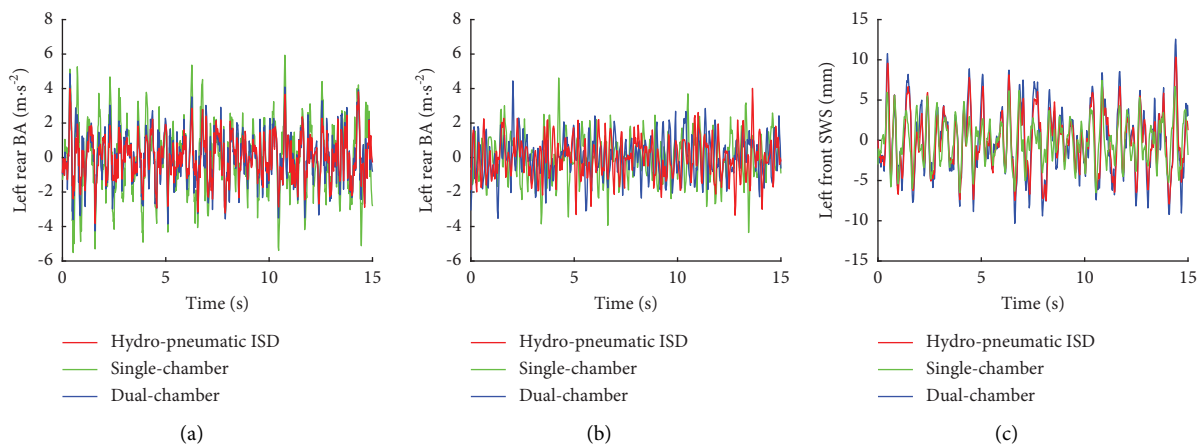 Left rear BA (m·s⁻²)
8
6
4
2
0
-2
-4
-6
0
5
10
15
Time (s)
Hydro-pneumatic ISD
Single-chamber
Dual-chamber
(a)
Left rear BA (m·s⁻²)
8
6
4
2
0
-2
-4
-6
0
5
10
15
Time (s)
Hydro-pneumatic ISD
Single-chamber
Dual-chamber
(b)
Left front SWS (mm)
15
10
5
0
-5
-10
-15
0
5
10
15
Time (s)
Hydro-pneumatic ISD
Single-chamber
Dual-chamber
(c)